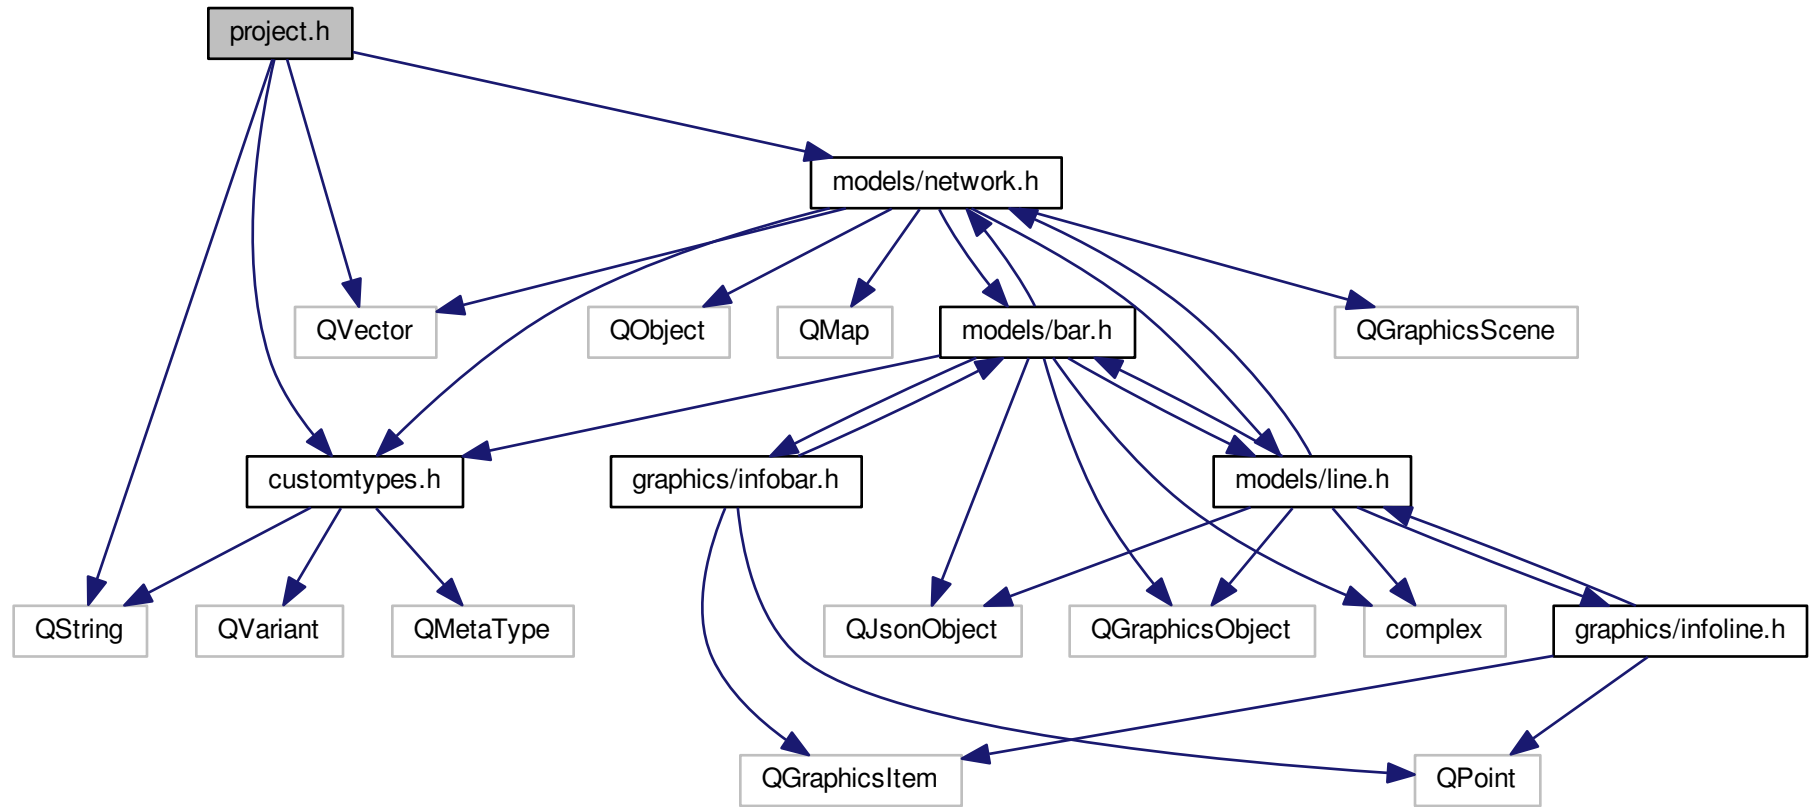 project.h
models/network.h
QVector
QObject
QMap
models/bar.h
QGraphicsScene
customtypes.h
graphics/infobar.h
models/line.h
QString
QVariant
QMetaType
QJsonObject
QGraphicsObject
complex
graphics/infoline.h
QGraphicsItem
QPoint